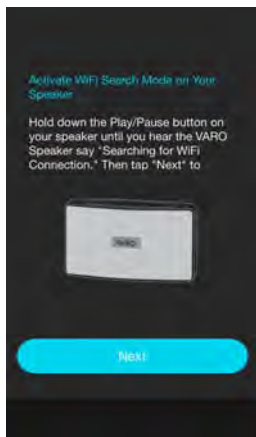 Activate WiFi Search Mode on Your
Speaker
Hold down the Play/Pause button on
your speaker until you hear the VARO
Speaker say "Searching for WiFi
Connection." Then tap "Next" to
VARO
Next